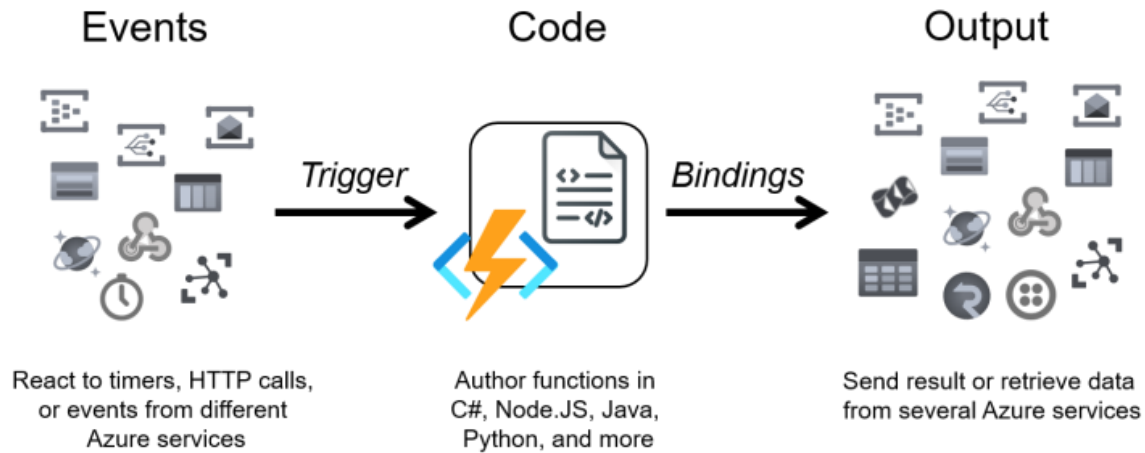 Events
Code
Output
Trigger
Bindings
React to timers, HTTP calls,
or events from different
Azure services
Author functions in
C#, Node.JS, Java,
Python, and more
Send result or retrieve data
from several Azure services